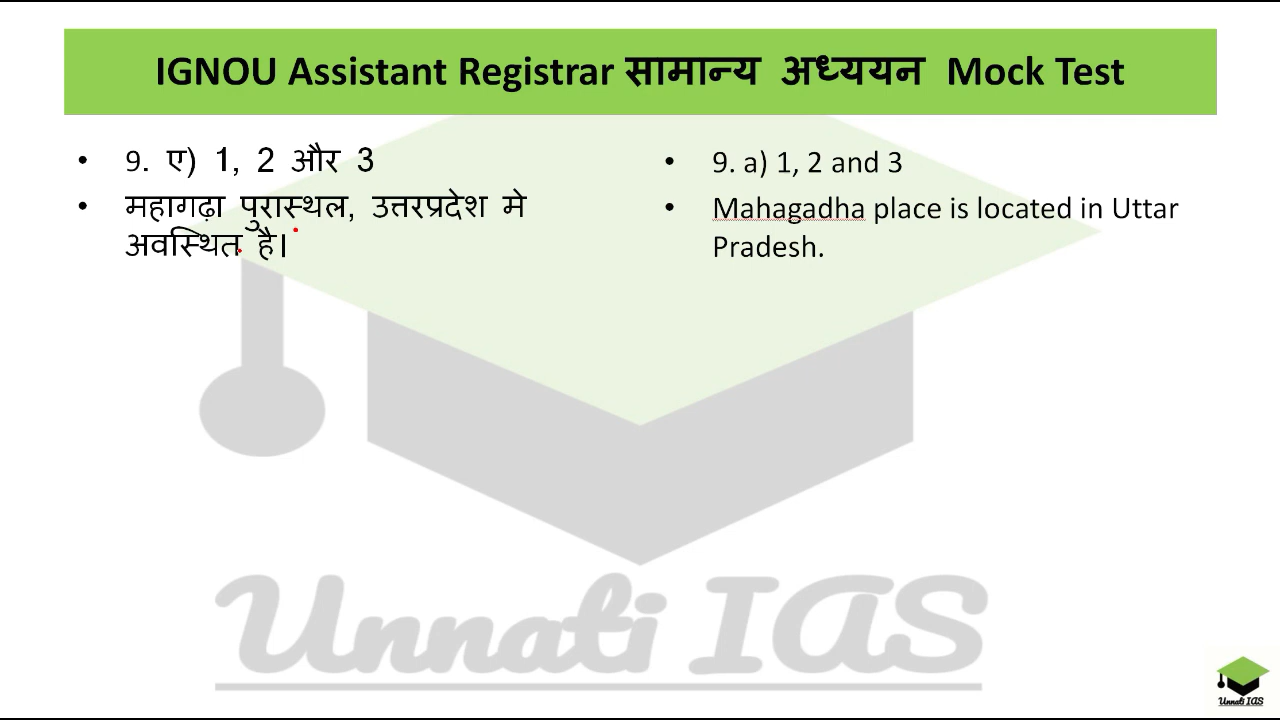 IGNOU Assistant Registrar सामान्य अध्ययन Mock Test
• 9. ए) 1, 2 और 3
• महागढ़ा पुरास्थल, उत्तरप्रदेश मे
अवस्थित है।
• 9. a) 1, 2 and 3
• Mahagadha place is located in Uttar
Pradesh.
Unnati IAS
Unnati IAS